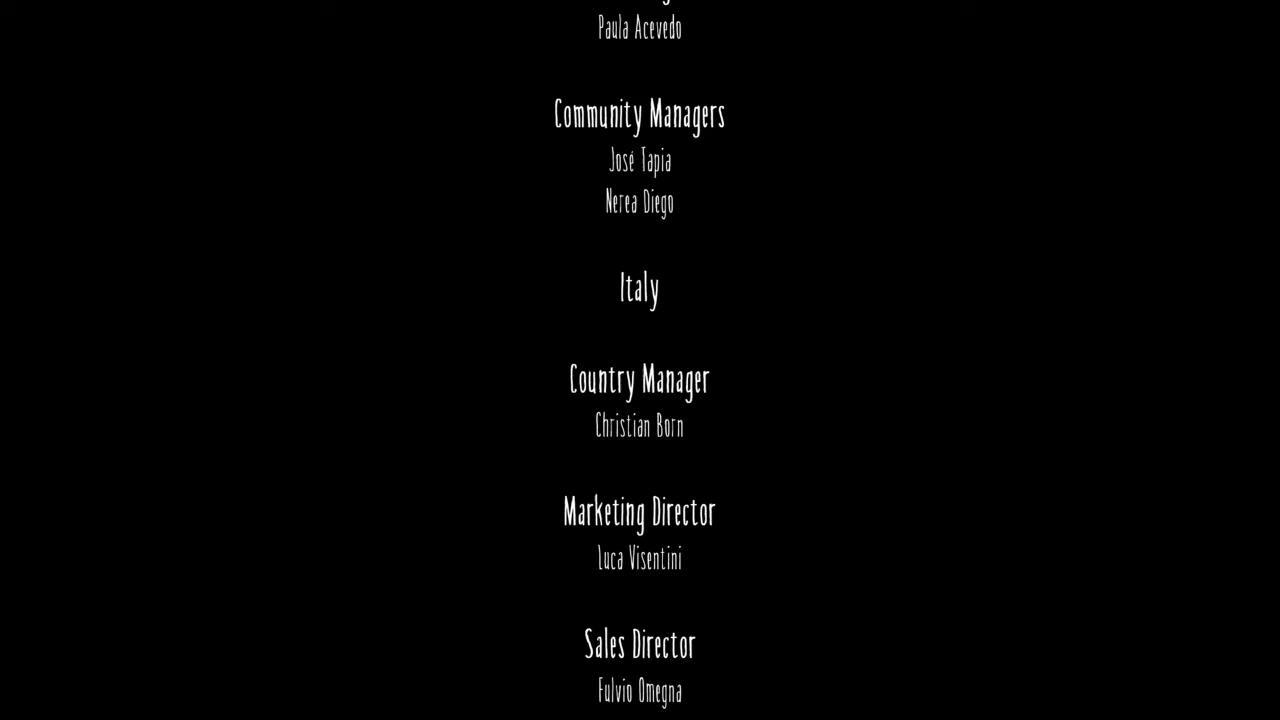 Paula Acevedo
Community Managers
José Tapia
Nerea Diego
Italy
Country Manager
Christian Born
Marketing Director
Luca Visentini
Sales Director
Fulvio Omegna